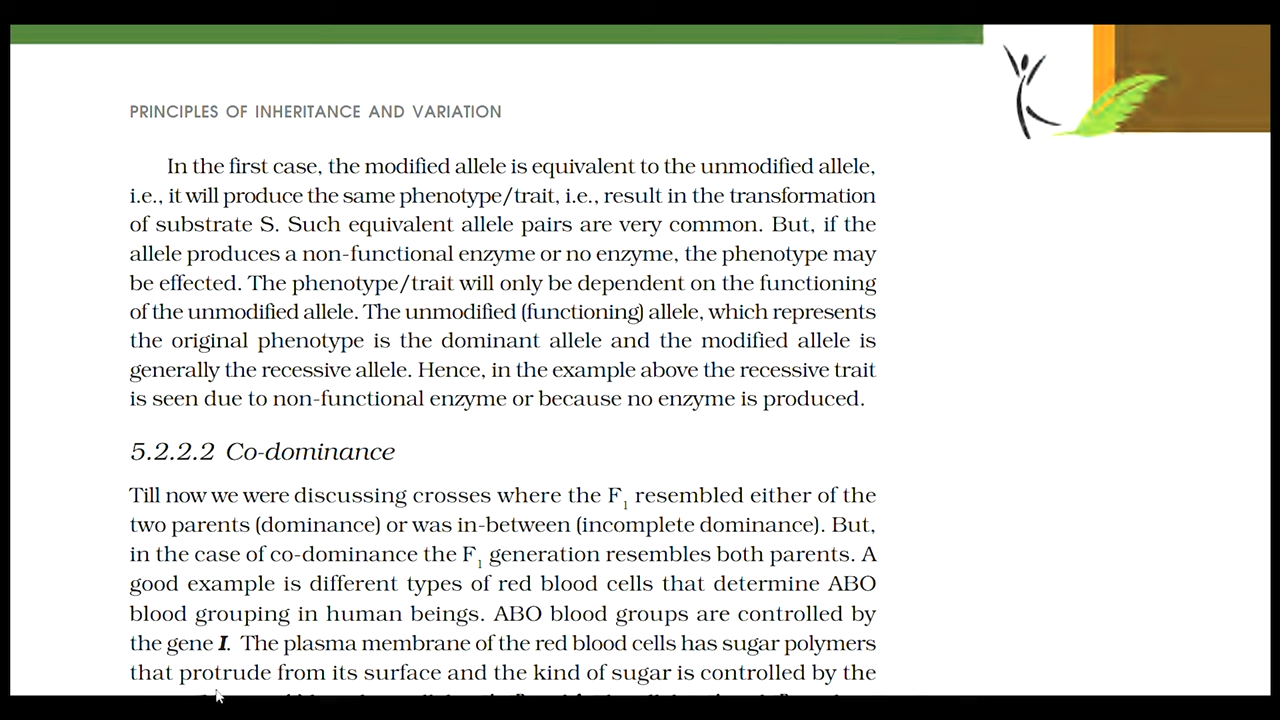 PRINCIPLES OF INHERITANCE AND VARIATION
In the first case, the modified allele is equivalent to the unmodified allele,
i.e., it will produce the same phenotype/trait, i.e., result in the transformation
of substrate S. Such equivalent allele pairs are very common. But, if the
allele produces a non-functional enzyme or no enzyme, the phenotype may
be effected. The phenotype/trait will only be dependent on the functioning
of the unmodified allele. The unmodified (functioning) allele, which represents
the original phenotype is the dominant allele and the modified allele is
generally the recessive allele. Hence, in the example above the recessive trait
is seen due to non-functional enzyme or because no enzyme is produced.
5.2.2.2 Co-dominance
Till now we were discussing crosses where the F1 resembled either of the
two parents (dominance) or was in-between (incomplete dominance). But,
in the case of co-dominance the F1 generation resembles both parents. A
good example is different types of red blood cells that determine ABO
blood grouping in human beings. ABO blood groups are controlled by
the gene I. The plasma membrane of the red blood cells has sugar polymers
that protrude from its surface and the kind of sugar is controlled by the